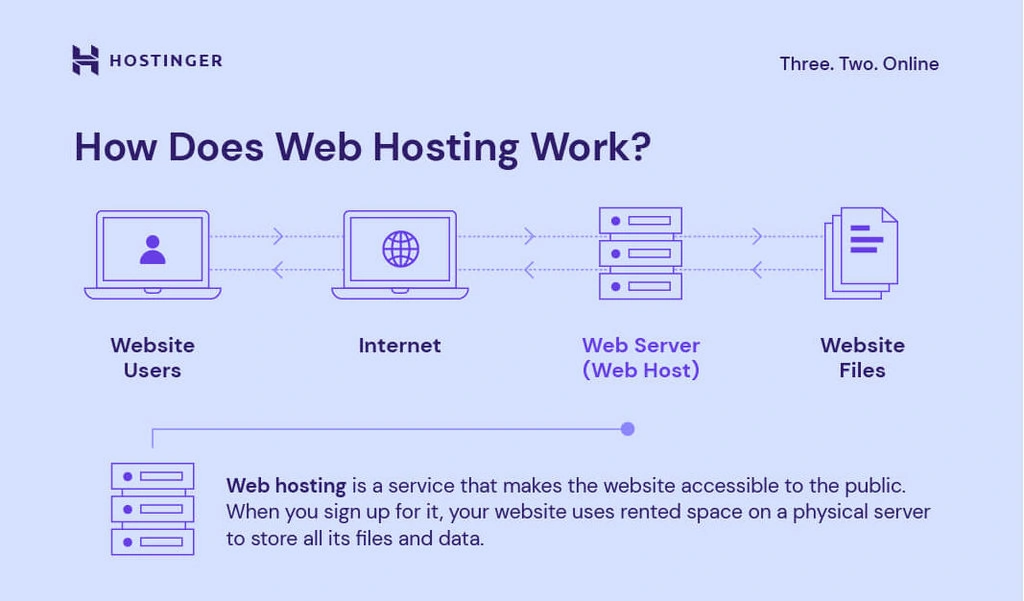 HOSTINGER
Three. Two. Online
How Does Web Hosting Work?
Website
Users
Internet
Web Server
(Web Host)
Website
Files
Web hosting is a service that makes the website accessible to the public.
When you sign up for it, your website uses rented space on a physical server
to store all its files and data.